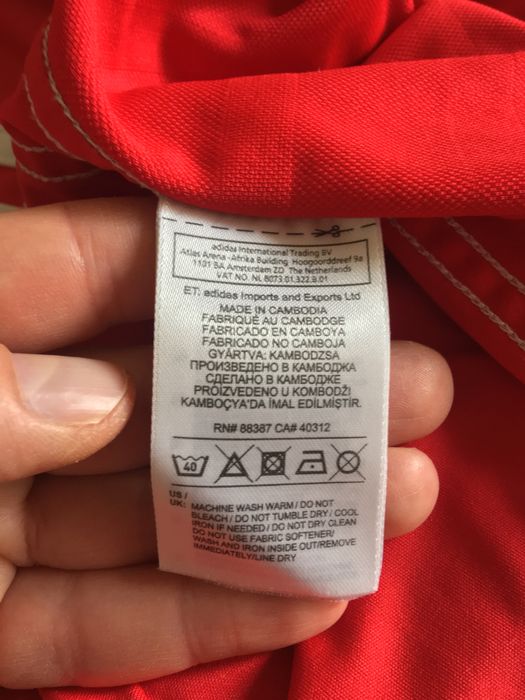 adidas International Trading BV
Atlas Arena - Afrika Building Hoogoorddreef 9a
1101 BA Amsterdam ZO The Netherlands
VAT NO. NL 8073.01.322.B.01
ET: adidas Imports and Exports Ltd
MADE IN CAMBODIA
FABRIQUÉ AU CAMBODGE
FABRICADO EN CAMBOYA
FABRICADO NO CAMBOJA
GYÁRTVA: KAMBODZSA
ПРОИЗВЕДЕНО В КАМБОДЖА
СДЕЛАНО В КАМБОДЖЕ
PROIZVEDENO U KOMBODŽI
KAMBOÇYA'DA İMAL EDİLMİŞTİR.
RN# 88387 CA# 40312
40
US /
UK: MACHINE WASH WARM / DO NOT
BLEACH / DO NOT TUMBLE DRY / COOL
IRON IF NEEDED / DO NOT DRY CLEAN
DO NOT USE FABRIC SOFTENER/
WASH AND IRON INSIDE OUT/REMOVE
IMMEDIATELY/LINE DRY